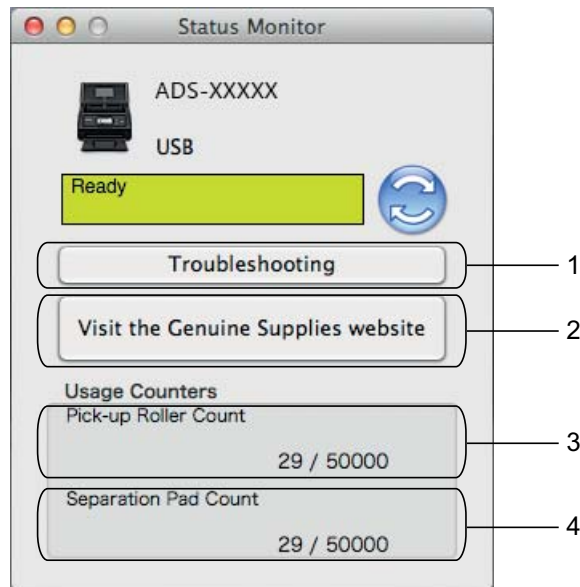 Status Monitor
ADS-XXXXX
USB
Ready
Troubleshooting
1
Visit the Genuine Supplies website
2
Usage Counters
Pick-up Roller Count
29 / 50000
3
Separation Pad Count
29 / 50000
4